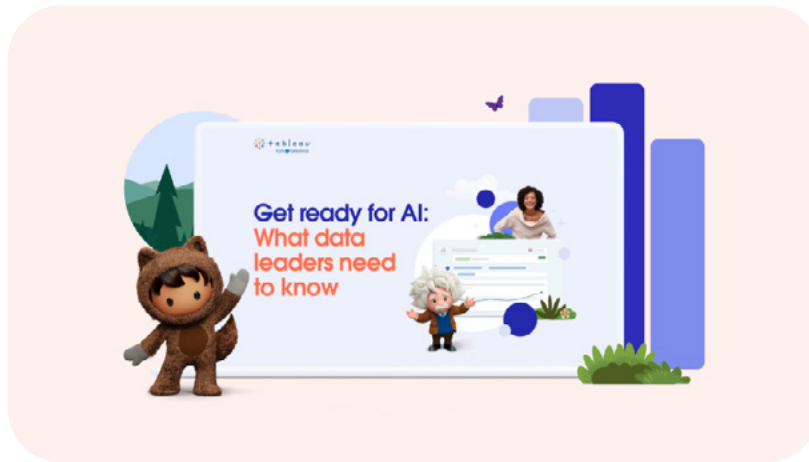 tableau
Get ready for AI:
What data
leaders need
to know